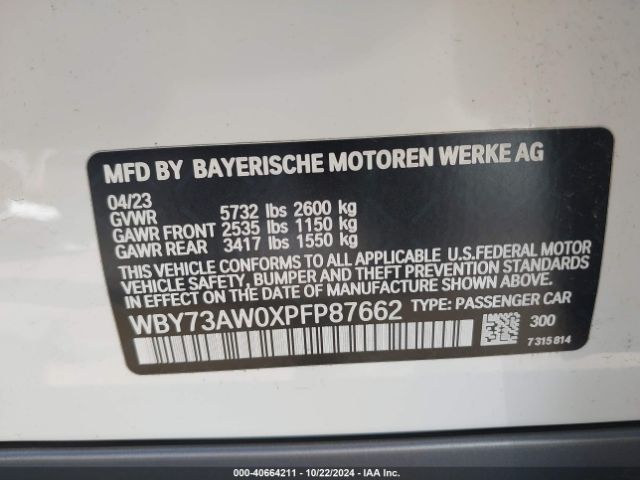 MFD BY BAYERISCHE MOTOREN WERKE AG
04/23
GVWR 5732 lbs 2600 kg
GAWR FRONT 2535 lbs 1150 kg
GAWR REAR 3417 lbs 1550 kg
THIS VEHICLE CONFORMS TO ALL APPLICABLE U.S.FEDERAL MOTOR
VEHICLE SAFETY, BUMPER AND THEFT PREVENTION STANDARDS
IN EFFECT ON THE DATE OF MANUFACTURE SHOWN ABOVE.
WBY73AW0XPFP87662 TYPE: PASSENGER CAR
300
7 315 814
000-40664211 - 10/22/2024 - IAA